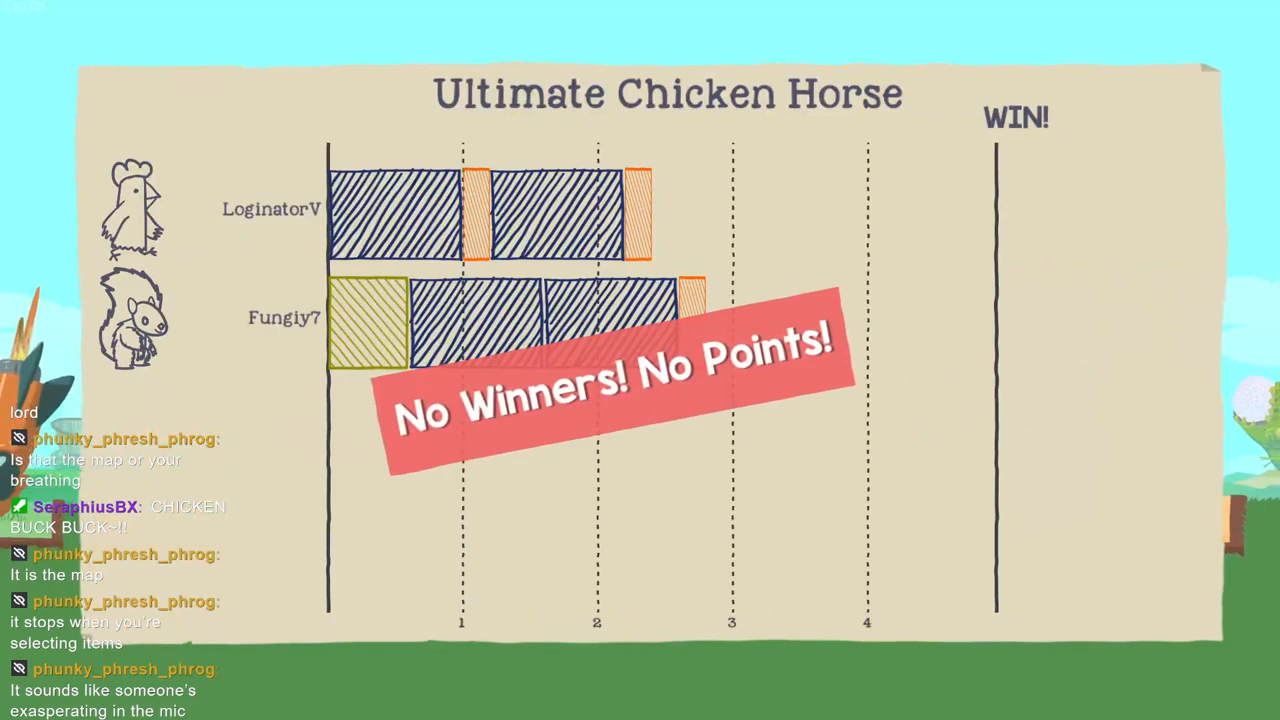 Ultimate Chicken Horse
WIN!
LoginatorV
Fungiy7
No Winners! No Points!
1 2 3 4
lord
phunky_phresh_phrog:
Is that the map or your
breathing
SeraphiusBX: CHICKEN
BUCK BUCK~!!
phunky_phresh_phrog:
It is the map
phunky_phresh_phrog:
it stops when you're
selecting items
phunky_phresh_phrog:
It sounds like someone's
exasperating in the mic